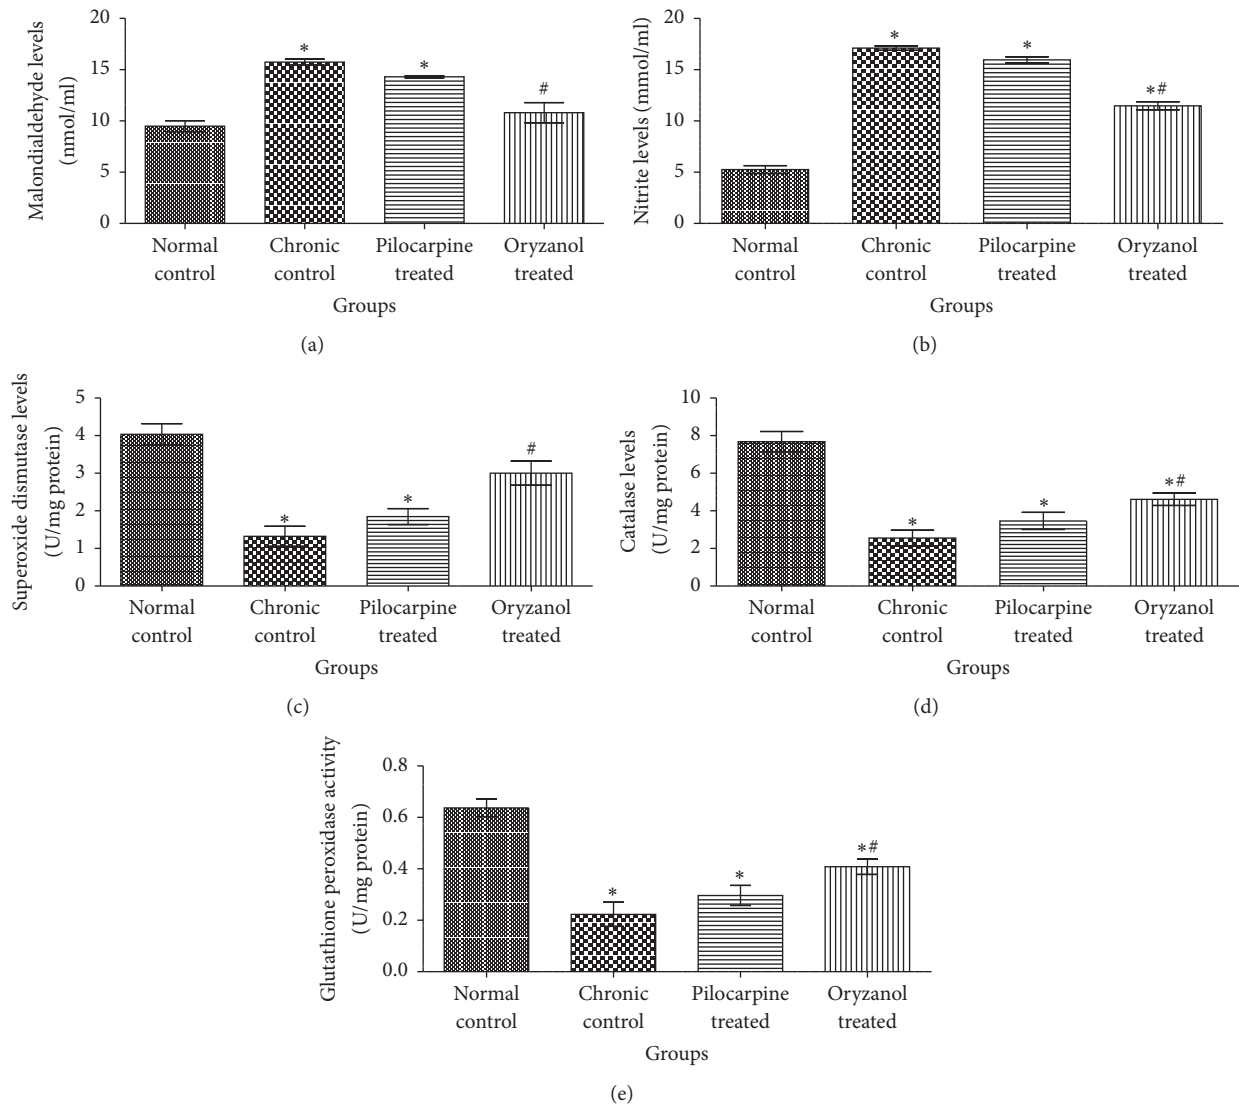 Malondialdehyde levels
(nmol/ml)
20
15
10
5
0
*
*
#
Normal control
Chronic control
Pilocarpine treated
Oryzanol treated
Groups
(a)
Nitrite levels (mmol/ml)
20
15
10
5
0
*
*
*#
Normal control
Chronic control
Pilocarpine treated
Oryzanol treated
Groups
(b)
Superoxide dismutase levels
(U/mg protein)
5
4
3
2
1
0
*
*
#
Normal control
Chronic control
Pilocarpine treated
Oryzanol treated
Groups
(c)
Catalase levels
(U/mg protein)
10
8
6
4
2
0
*
*
*#
Normal control
Chronic control
Pilocarpine treated
Oryzanol treated
Groups
(d)
Glutathione peroxidase activity
(U/mg protein)
0.8
0.6
0.4
0.2
0.0
*
*
*#
Normal control
Chronic control
Pilocarpine treated
Oryzanol treated
Groups
(e)